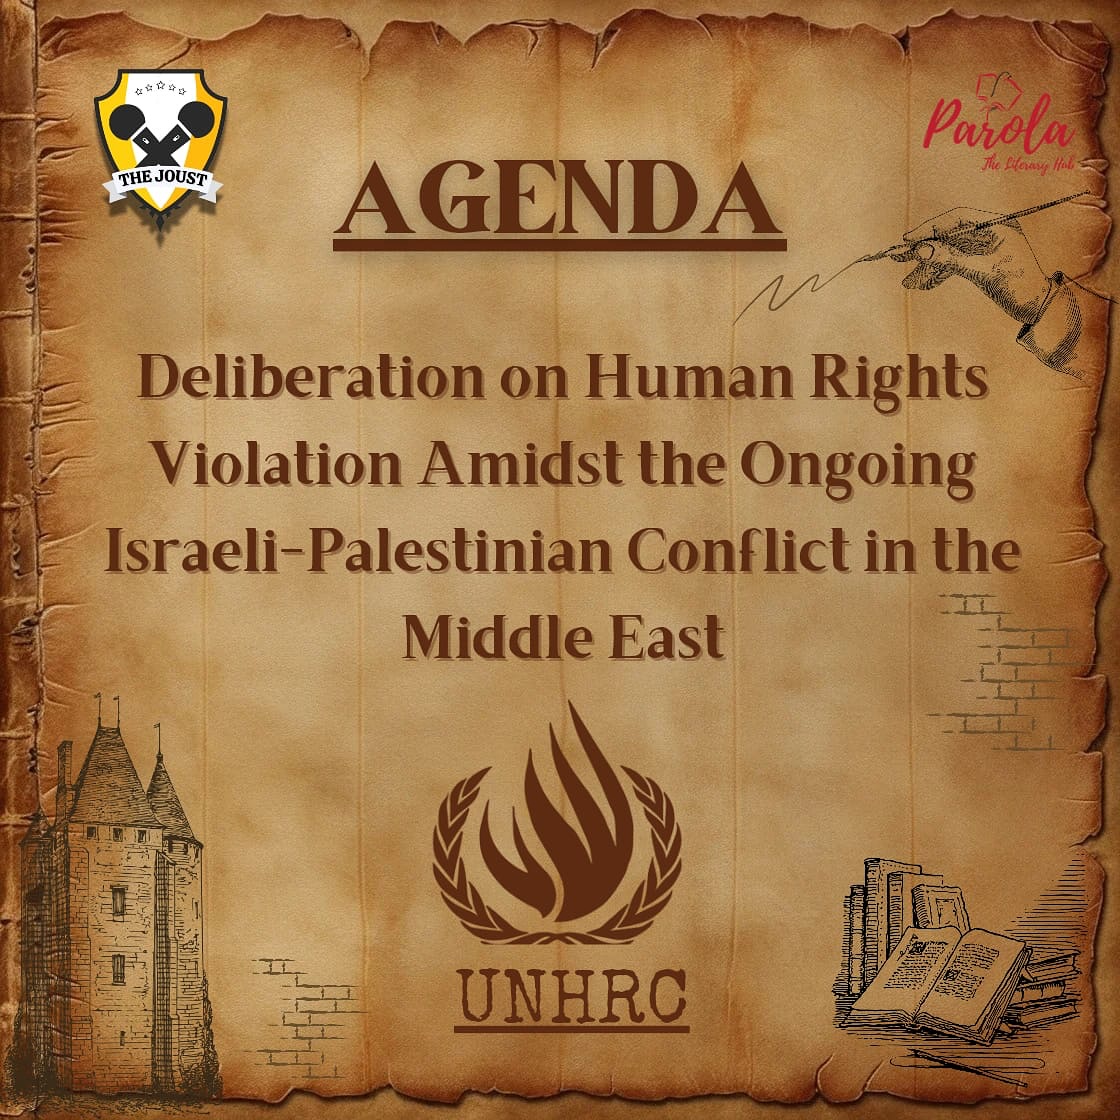 THE JOUST
Parola
The Literary Hub
AGENDA
Deliberation on Human Rights
Violation Amidst the Ongoing
Israeli-Palestinian Conflict in the
Middle East
UNHRC